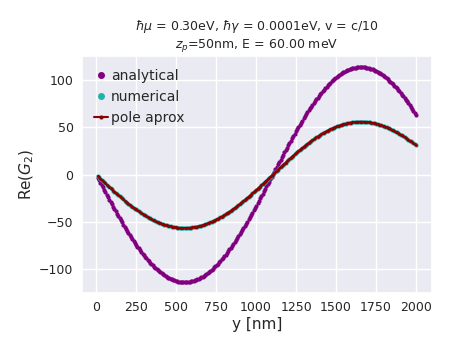 ℏμ = 0.30eV, ℏγ = 0.0001eV, v = c/10
z_p=50nm, E = 60.00 meV
analytical
numerical
pole aprox
Re(G_2)
100
50
0
−50
−100
0 250 500 750 1000 1250 1500 1750 2000
y [nm]